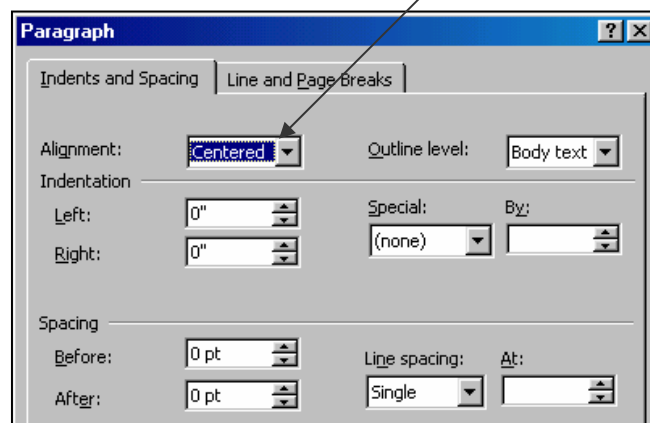 Paragraph
Indents and Spacing Line and Page Breaks
Alignment: Centered Outline level: Body text
Indentation
Left: 0" Special: By:
Right: 0" (none)
Spacing
Before: 0 pt Line spacing: At:
After: 0 pt Single